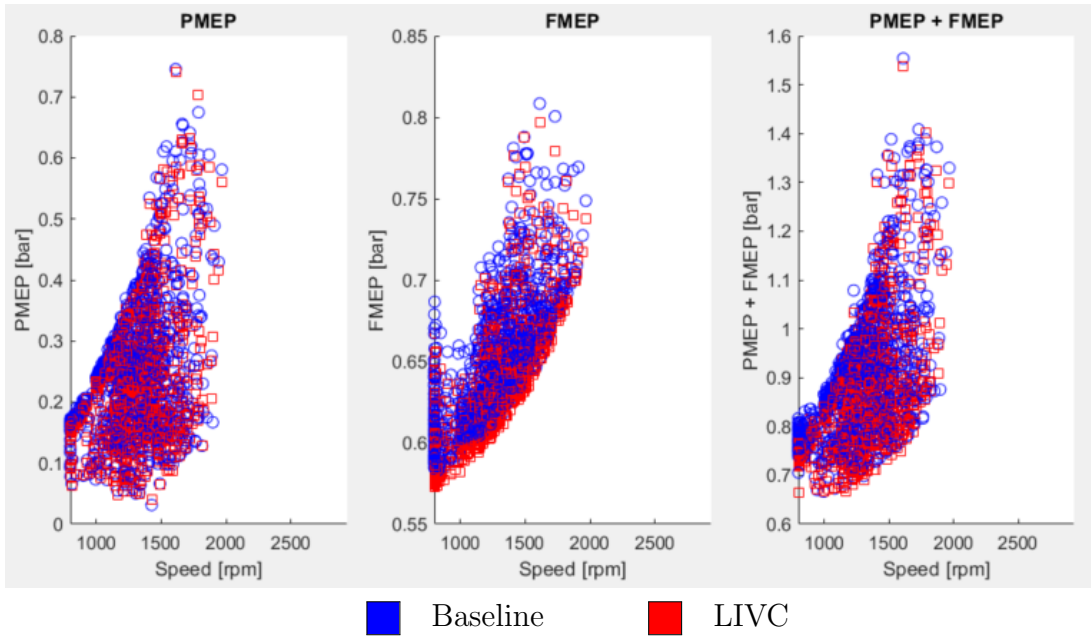 PMEP
FMEP
PMEP + FMEP
0.8
0.7
0.6
0.5
0.4
0.3
0.2
0.1
0
PMEP [bar]
1000 1500 2000 2500
Speed [rpm]
0.85
0.8
0.75
0.7
0.65
0.6
0.55
FMEP [bar]
1000 1500 2000 2500
Speed [rpm]
1.6
1.5
1.4
1.3
1.2
1.1
1
0.9
0.8
0.7
0.6
PMEP + FMEP [bar]
1000 1500 2000 2500
Speed [rpm]
Baseline LIVC